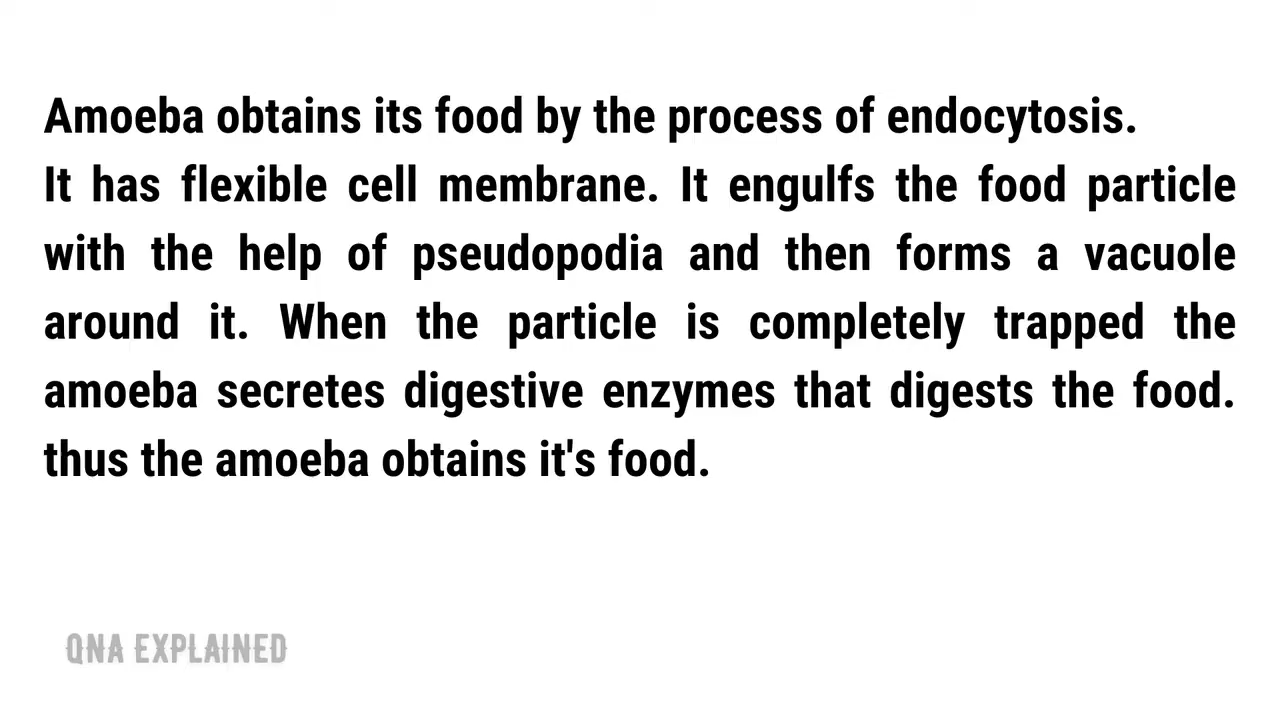 Amoeba obtains its food by the process of endocytosis.
It has flexible cell membrane. It engulfs the food particle
with the help of pseudopodia and then forms a vacuole
around it. When the particle is completely trapped the
amoeba secretes digestive enzymes that digests the food.
thus the amoeba obtains it's food.
QNA EXPLAINED